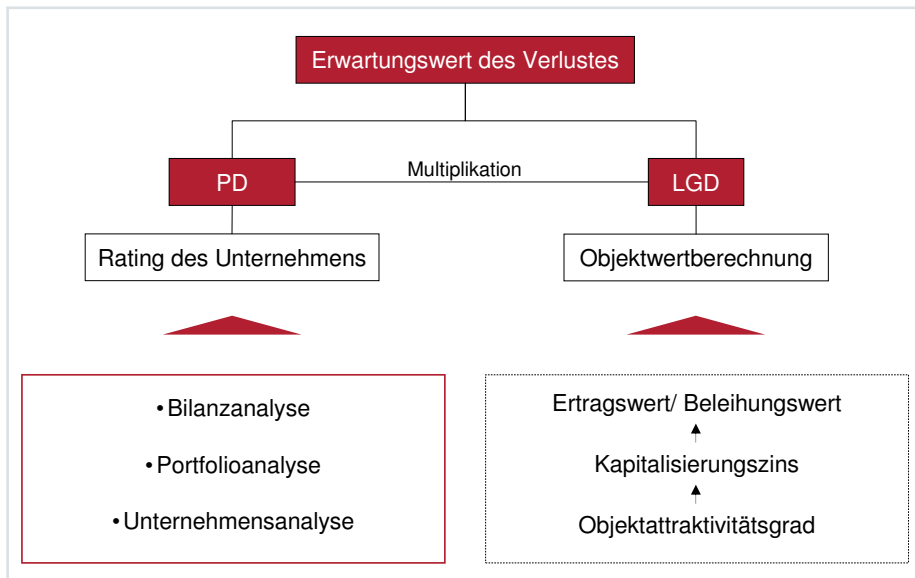 Erwartungswert des Verlustes
Multiplikation
PD
LGD
Rating des Unternehmens
Objektwertberechnung
• Bilanzanalyse
• Portfolioanalyse
• Unternehmensanalyse
Ertragswert/ Beleihungswert
Kapitalisierungszins
Objektattraktivitätsgrad